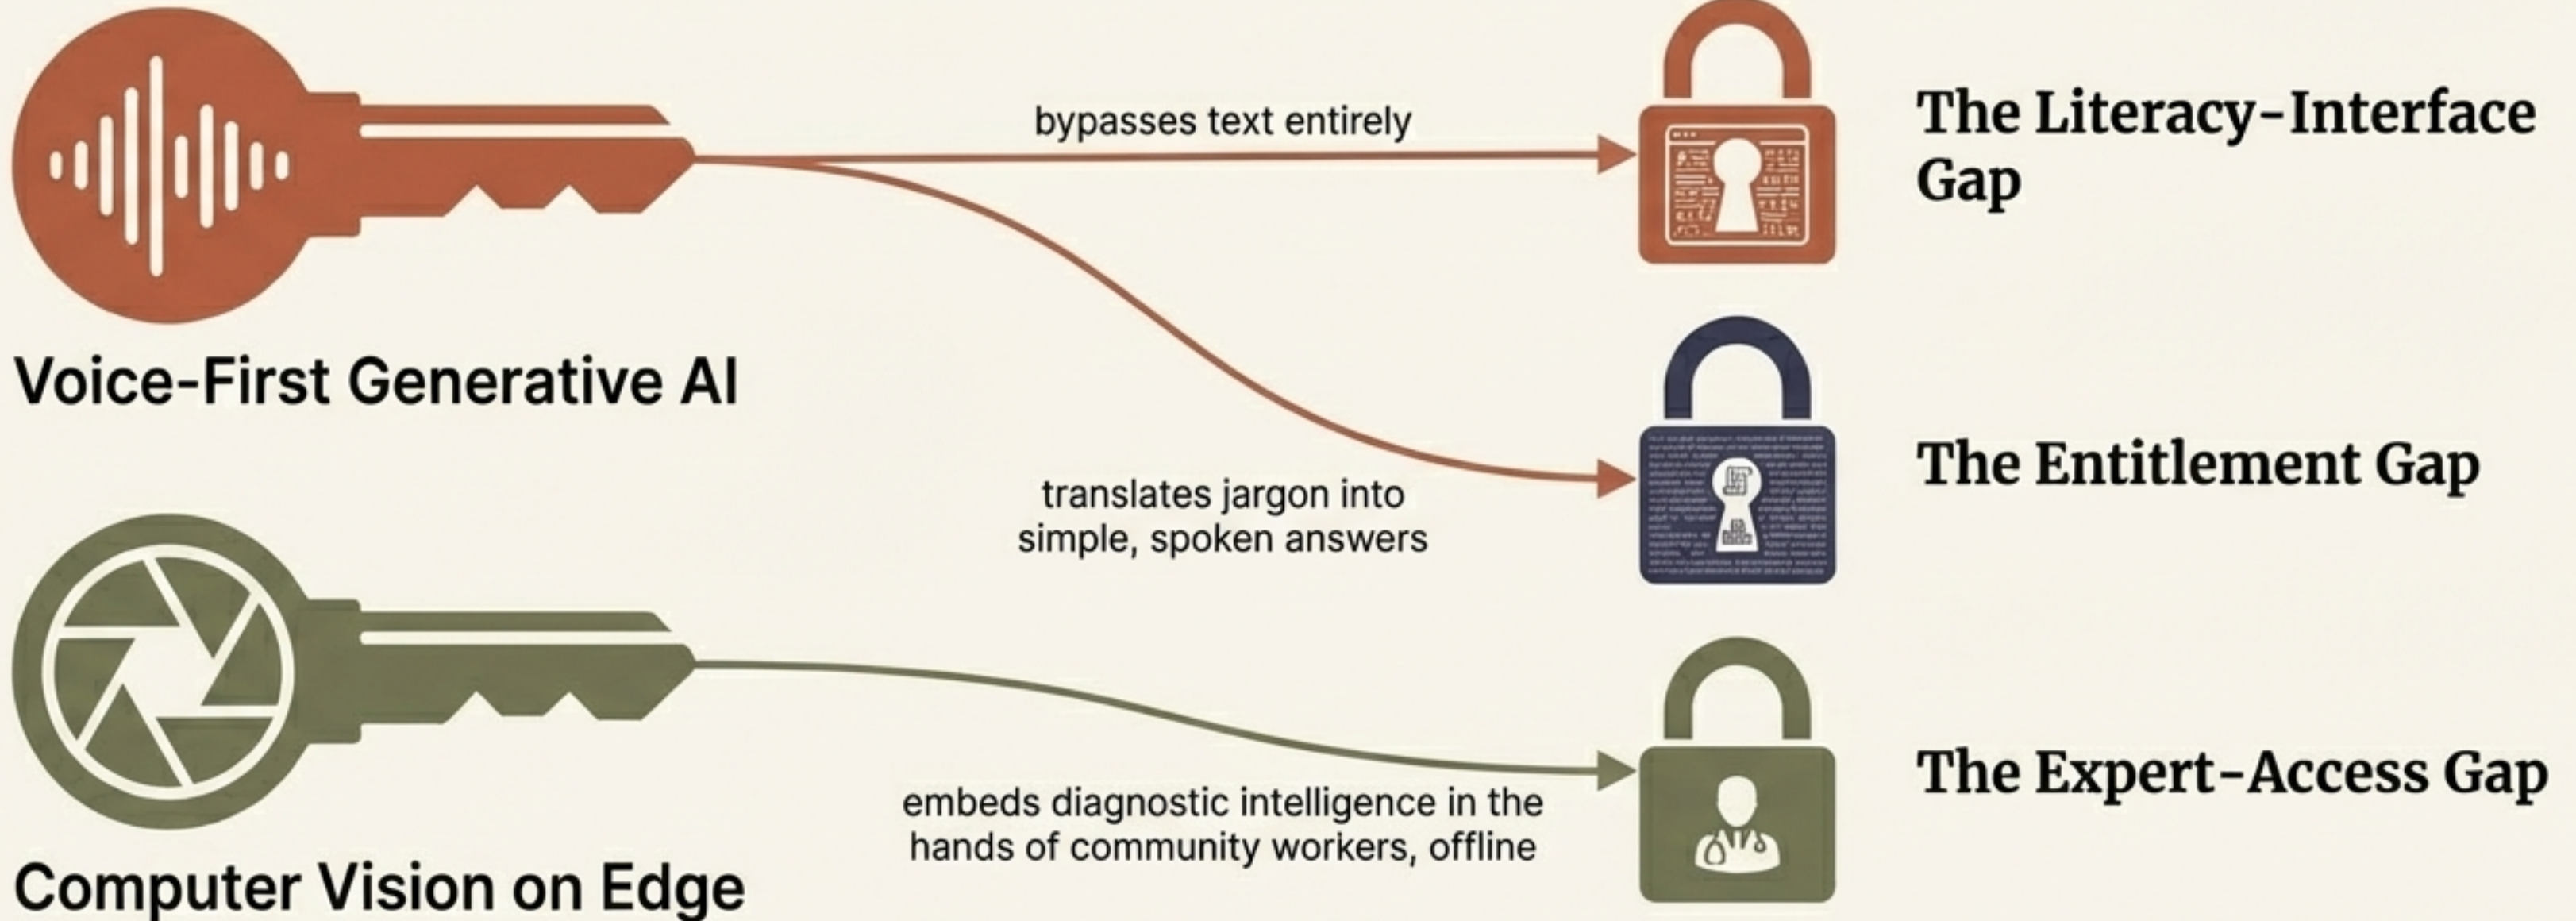 bypasses text entirely
The Literacy-Interface
Gap
Voice-First Generative AI
translates jargon into
simple, spoken answers
The Entitlement Gap
embeds diagnostic intelligence in the
hands of community workers, offline
The Expert-Access Gap
Computer Vision on Edge